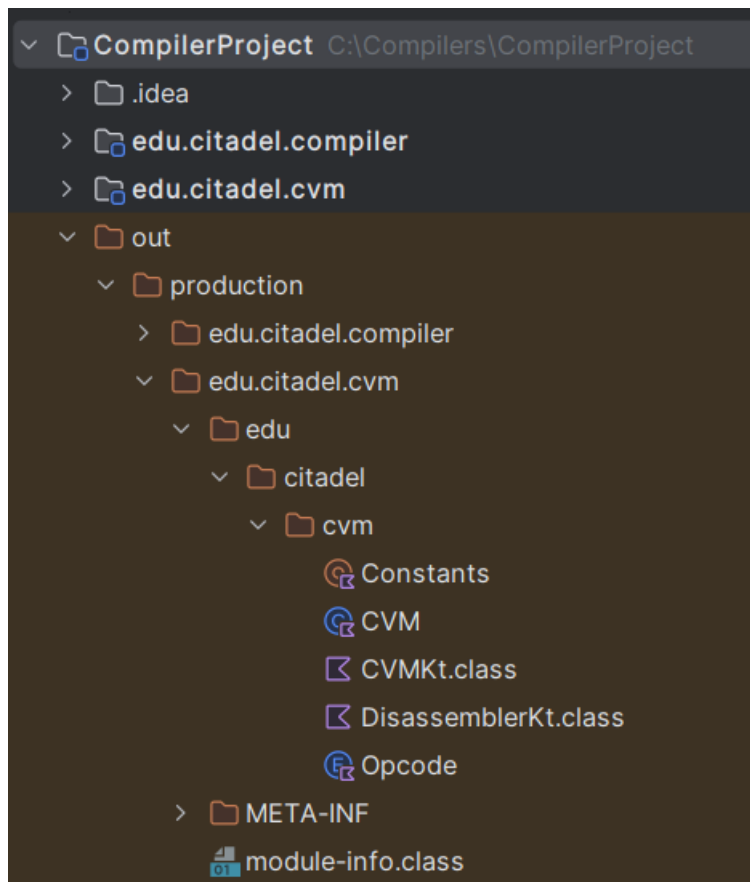 CompilerProject C:\Compilers\CompilerProject
.idea
edu.citadel.compiler
edu.citadel.cvm
out
production
edu.citadel.compiler
edu.citadel.cvm
edu
citadel
cvm
Constants
CVM
CVMKt.class
DisassemblerKt.class
Opcode
META-INF
module-info.class